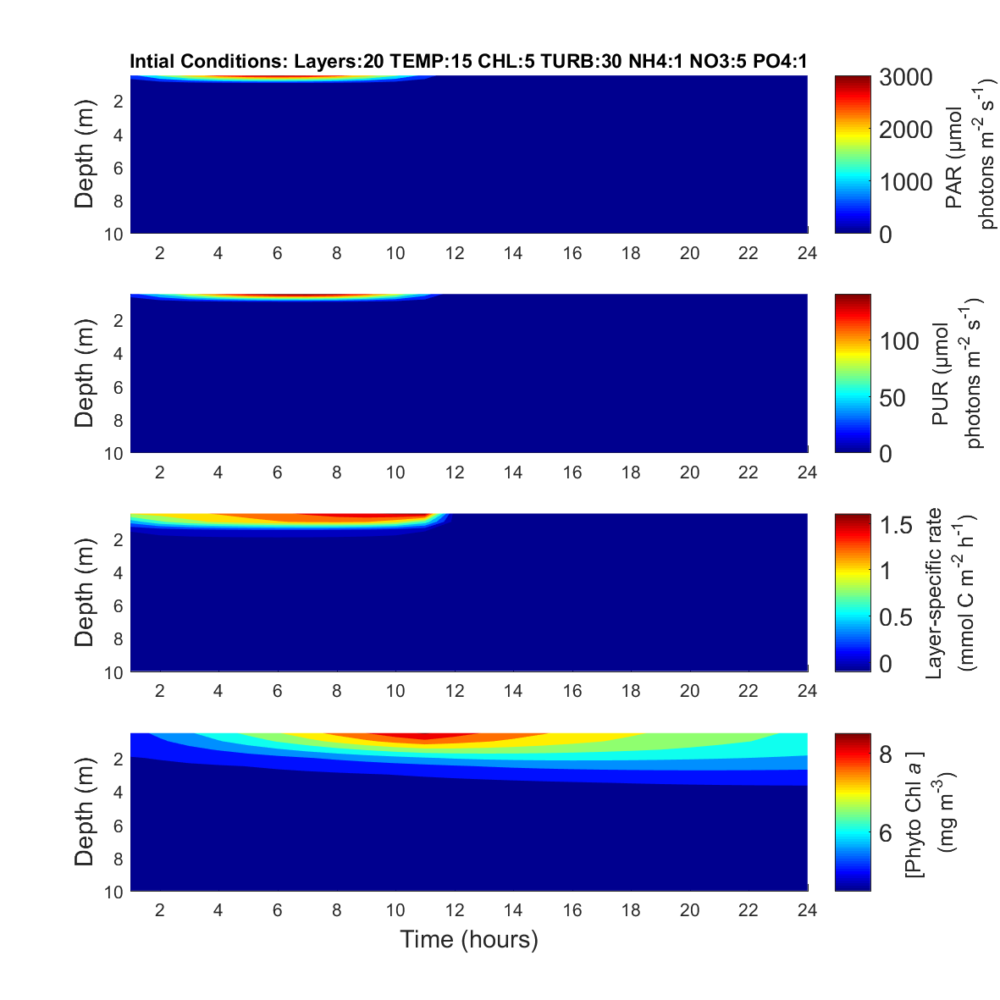 Intial Conditions: Layers:20 TEMP:15 CHL:5 TURB:30 NH4:1 NO3:5 PO4:1
Depth (m)
2
4
6
8
10
2 4 6 8 10 12 14 16 18 20 22 24
3000
2000
1000
0
PAR (μmol
photons m⁻² s⁻¹)
Depth (m)
2
4
6
8
10
2 4 6 8 10 12 14 16 18 20 22 24
100
50
0
PUR (μmol
photons m⁻² s⁻¹)
Depth (m)
2
4
6
8
10
2 4 6 8 10 12 14 16 18 20 22 24
1.5
1
0.5
0
Layer-specific rate
(mmol C m⁻² h⁻¹)
Depth (m)
2
4
6
8
10
2 4 6 8 10 12 14 16 18 20 22 24
8
6
[Phyto Chl a ]
(mg m⁻³)
Time (hours)